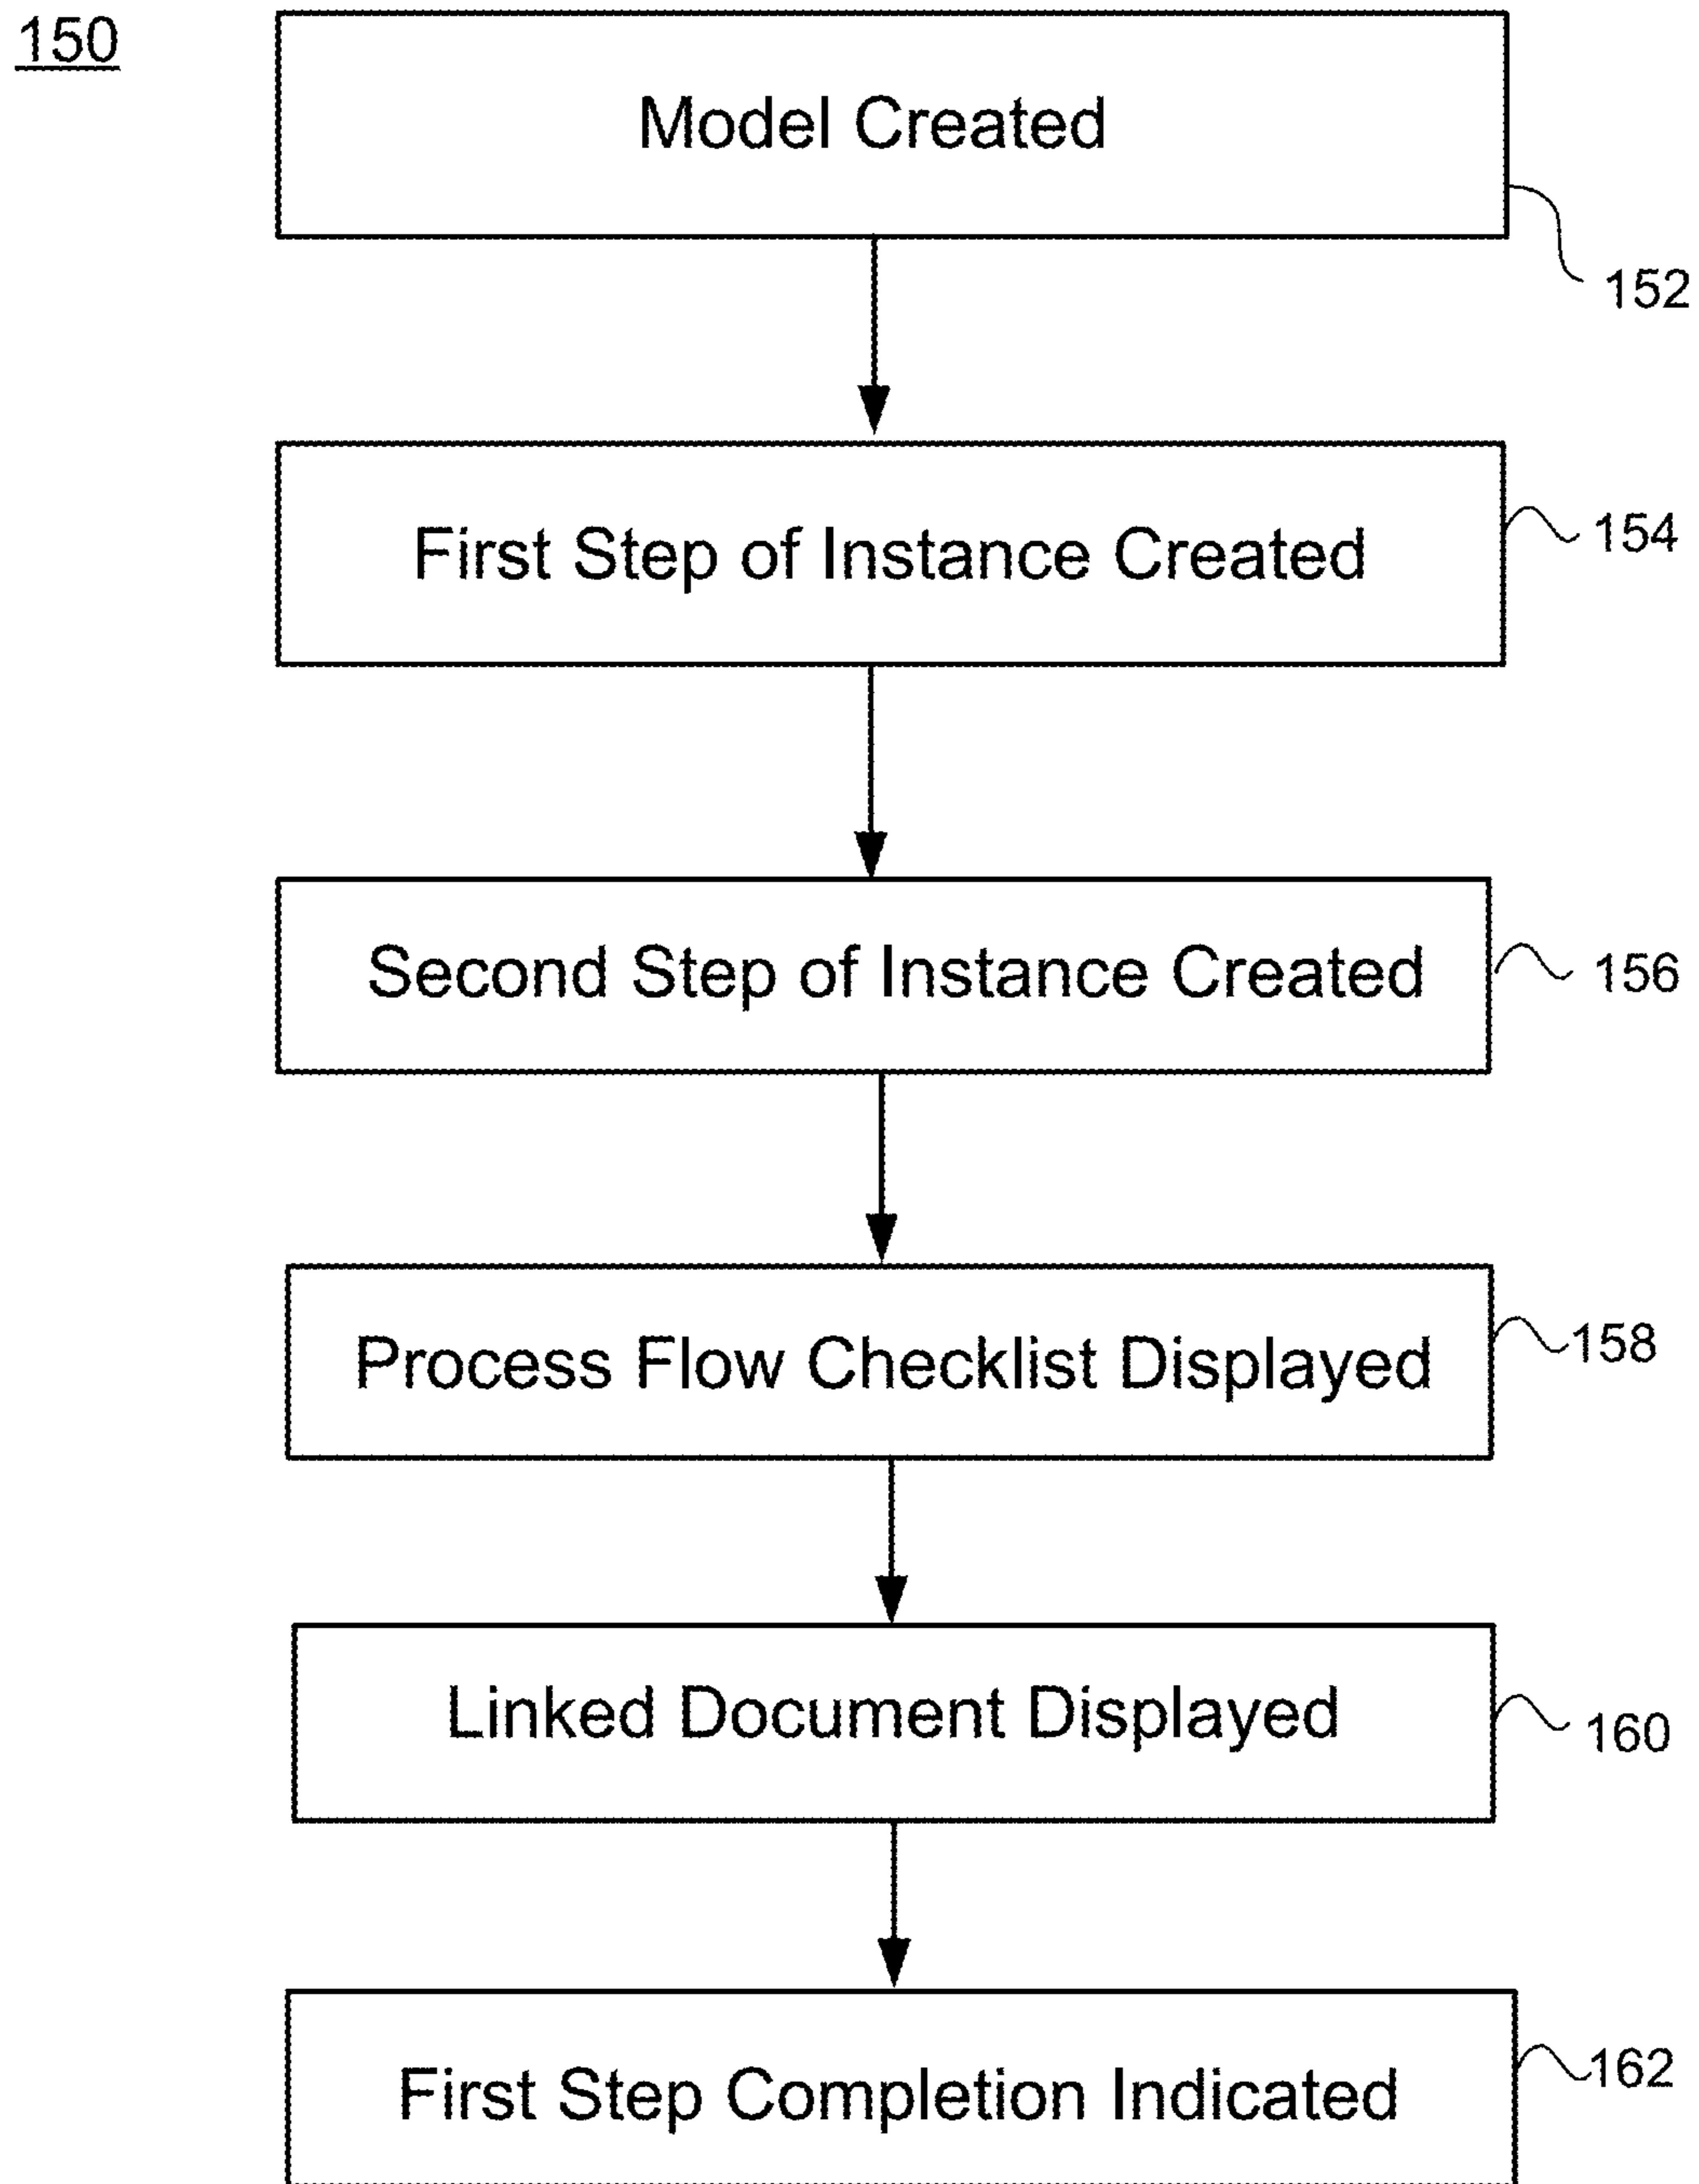 150
Model Created
152
First Step of Instance Created
154
Second Step of Instance Created
156
Process Flow Checklist Displayed
158
Linked Document Displayed
160
First Step Completion Indicated
162